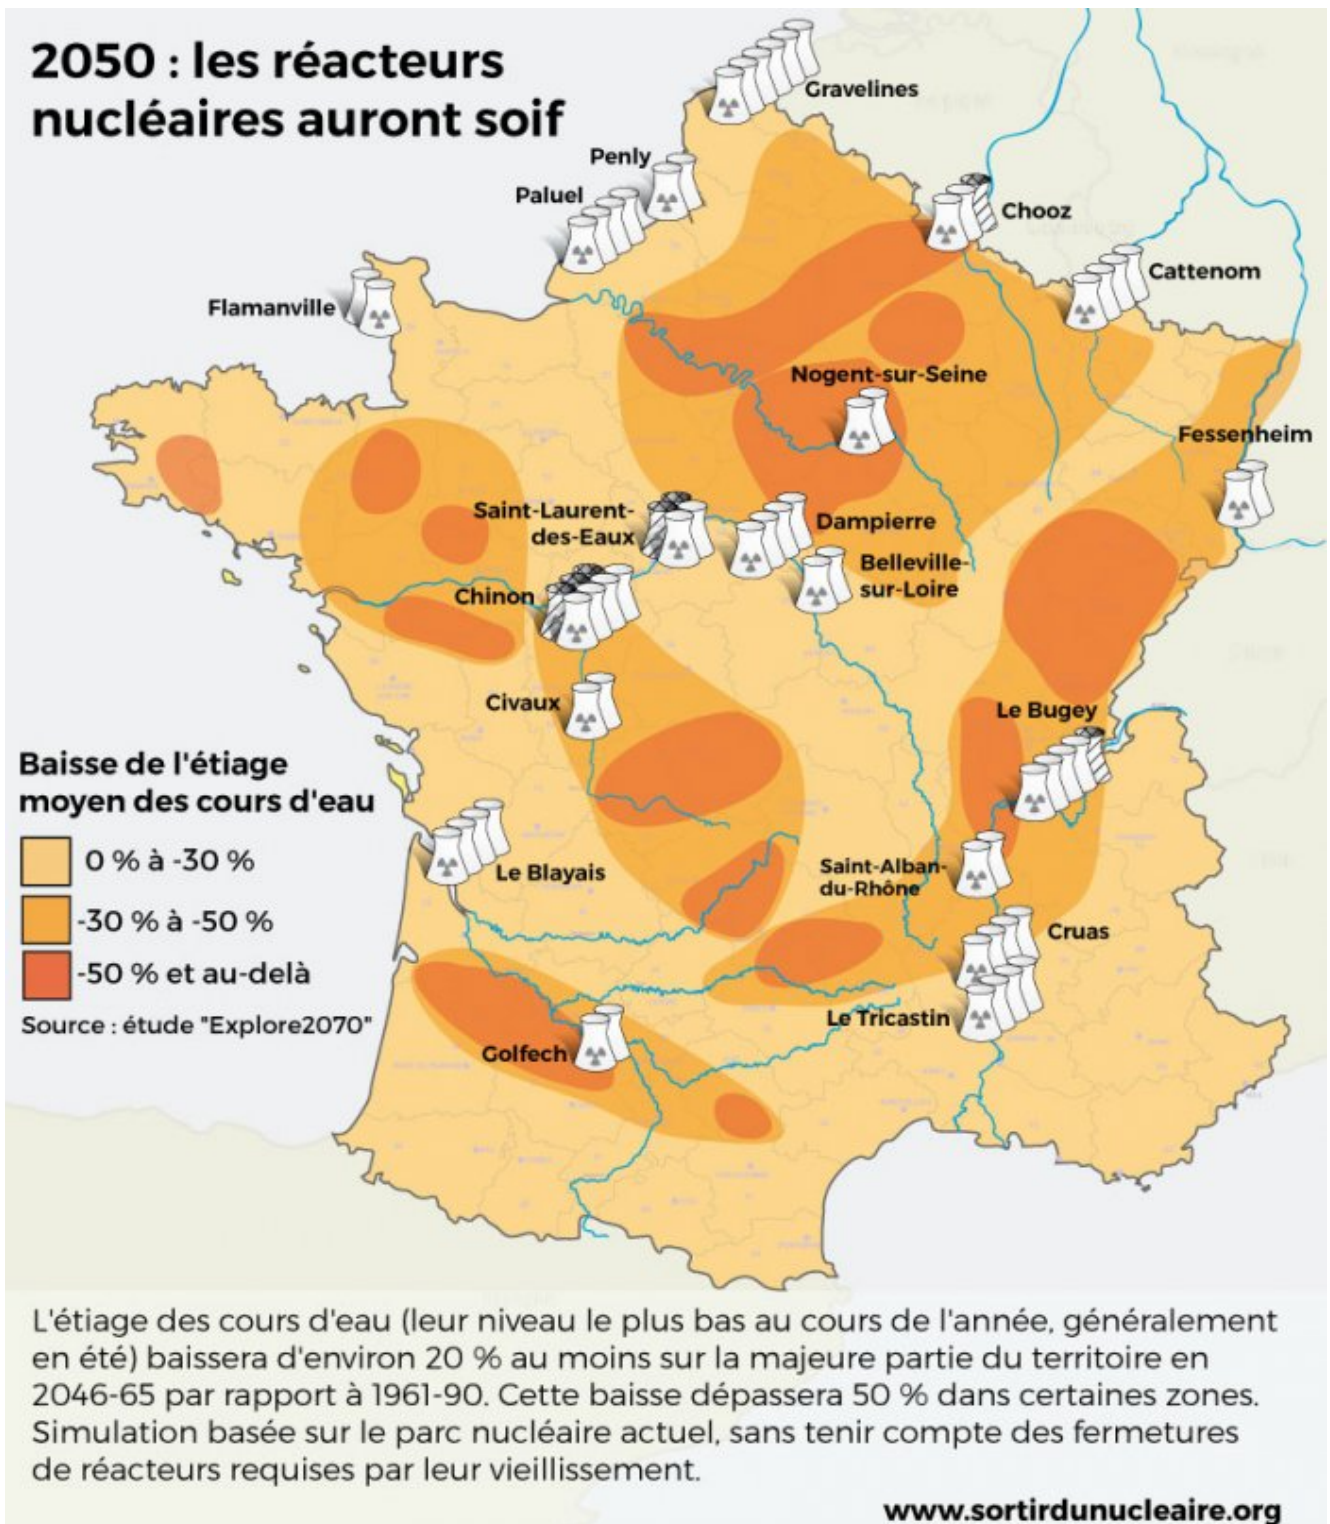 2050 : les réacteurs
nucléaires auront soif
Gravelines
Penly
Paluel
Chooz
Cattenom
Flamanville
Nogent-sur-Seine
Fessenheim
Saint-Laurent-
des-Eaux
Dampierre
Belleville-
sur-Loire
Chinon
Civaux
Le Bugey
Baisse de l'étiage
moyen des cours d'eau
0 % à -30 %
-30 % à -50 %
-50 % et au-delà
Source : étude "Explore2070"
Le Blayais
Saint-Alban-
du-Rhône
Cruas
Le Tricastin
Golfech
L'étiage des cours d'eau (leur niveau le plus bas au cours de l'année, généralement
en été) baissera d'environ 20 % au moins sur la majeure partie du territoire en
2046-65 par rapport à 1961-90. Cette baisse dépassera 50 % dans certaines zones.
Simulation basée sur le parc nucléaire actuel, sans tenir compte des fermetures
de réacteurs requises par leur vieillissement.
www.sortirdunucleaire.org